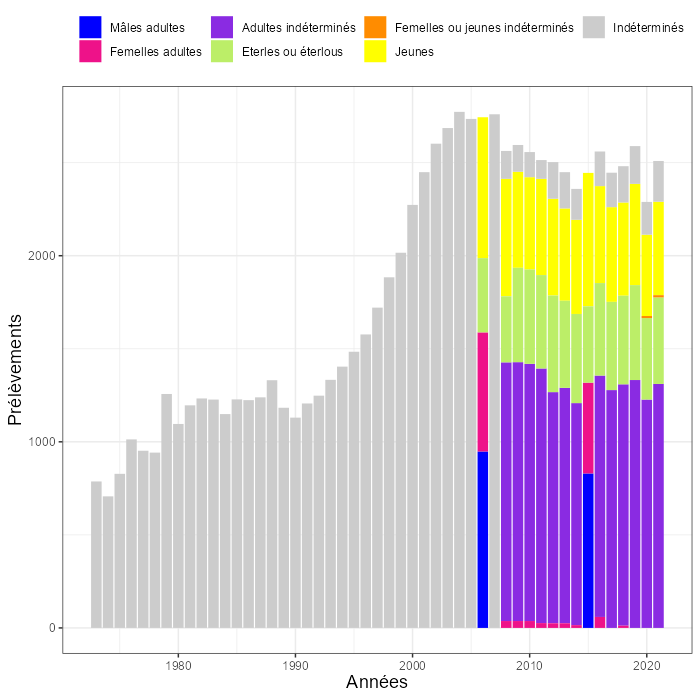 Mâles adultes
Adultes indéterminés
Femelles ou jeunes indéterminés
Indéterminés
Femelles adultes
Eterles ou éterlous
Jeunes
Prélèvements
2000
1000
0
1980
1990
2000
2010
2020
Années